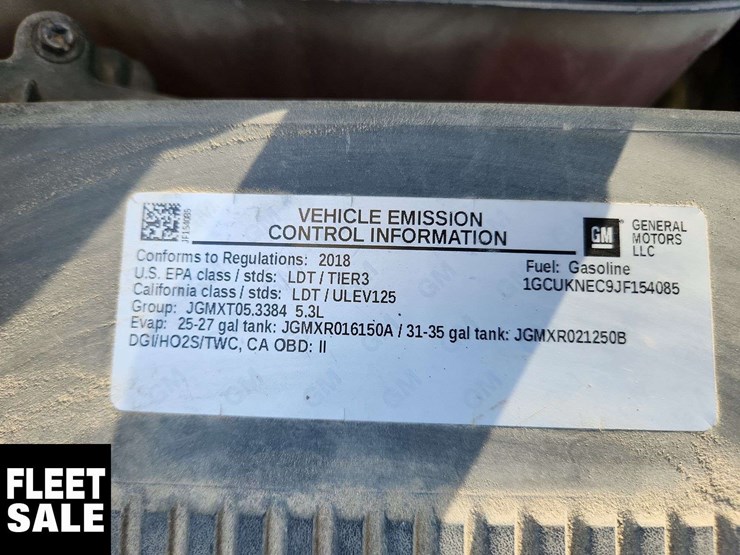 JF154085
VEHICLE EMISSION
CONTROL INFORMATION
GM
GENERAL
MOTORS
LLC
Conforms to Regulations: 2018
U.S. EPA class / stds: LDT / TIER3
Fuel: Gasoline
California class / stds: LDT / ULEV125
1GCUKNEC9JF154085
Group: JGMXT05.3384 5.3L
Evap: 25-27 gal tank: JGMXR016150A / 31-35 gal tank: JGMXR021250B
DGI/HO2S/TWC, CA OBD: II
FLEET
SALE